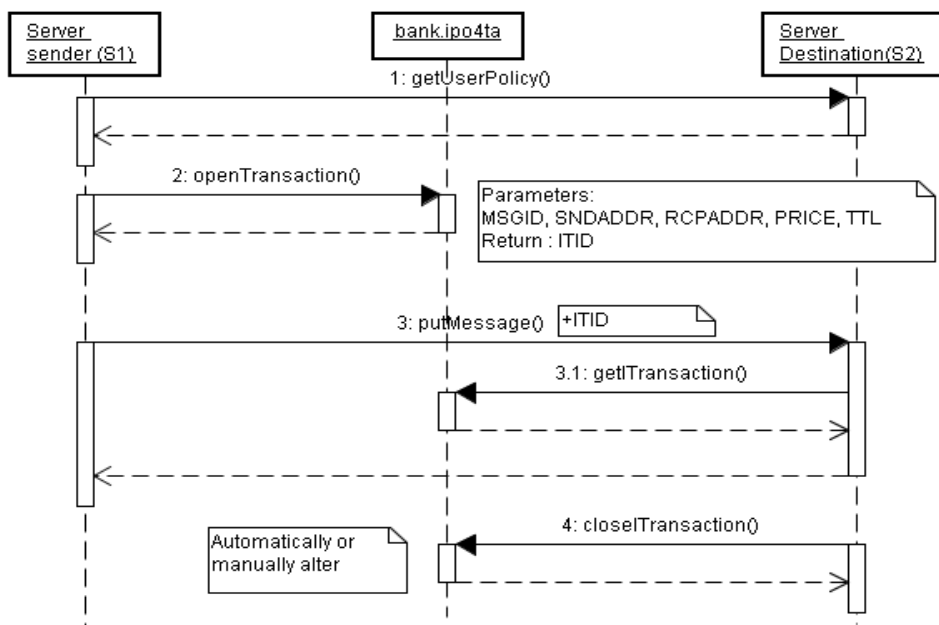 Server
sender (S1)
bank.ipo4ta
Server
Destination(S2)
1: getUserPolicy()
2: openTransaction()
Parameters:
MSGID, SNDADDR, RCPADDR, PRICE, TTL
Return : ITID
3: putMessage()
+ITID
3.1: getITransaction()
4: closeITransaction()
Automatically or
manually alter